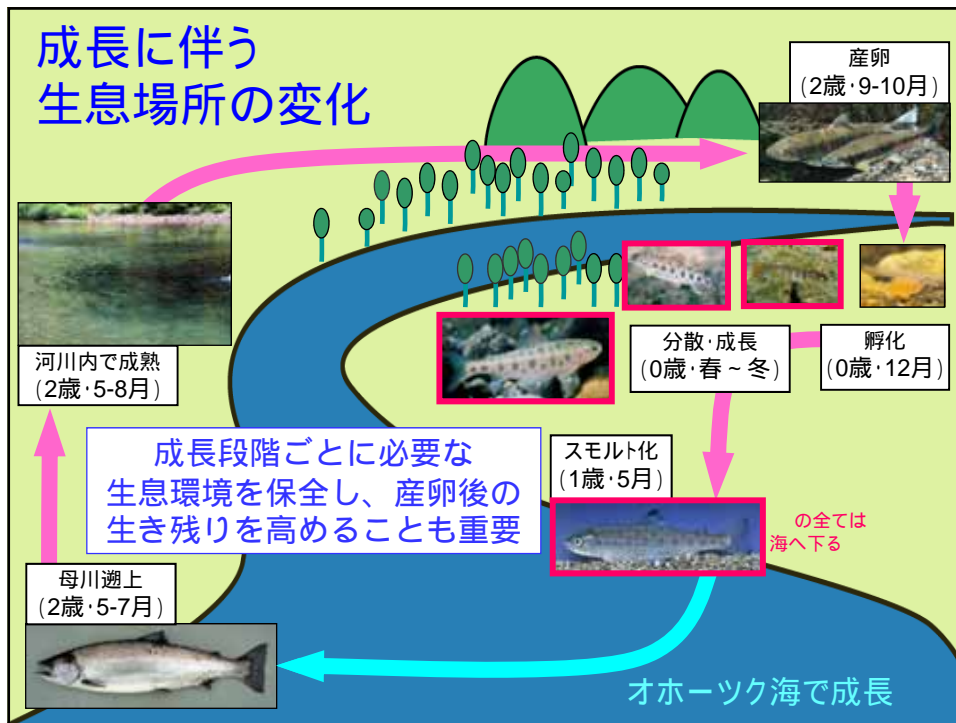 成長に伴う
生息場所の変化
産卵
(2歳･9-10月)
河川内で成熟
(2歳･5-8月)
分散･成長
(0歳･春～冬)
孵化
(0歳･12月)
成長段階ごとに必要な
生息環境を保全し、産卵後の
生き残りを高めることも重要
スモルト化
(1歳･5月)
の全ては
海へ下る
母川遡上
(2歳･5-7月)
オホーツク海で成長